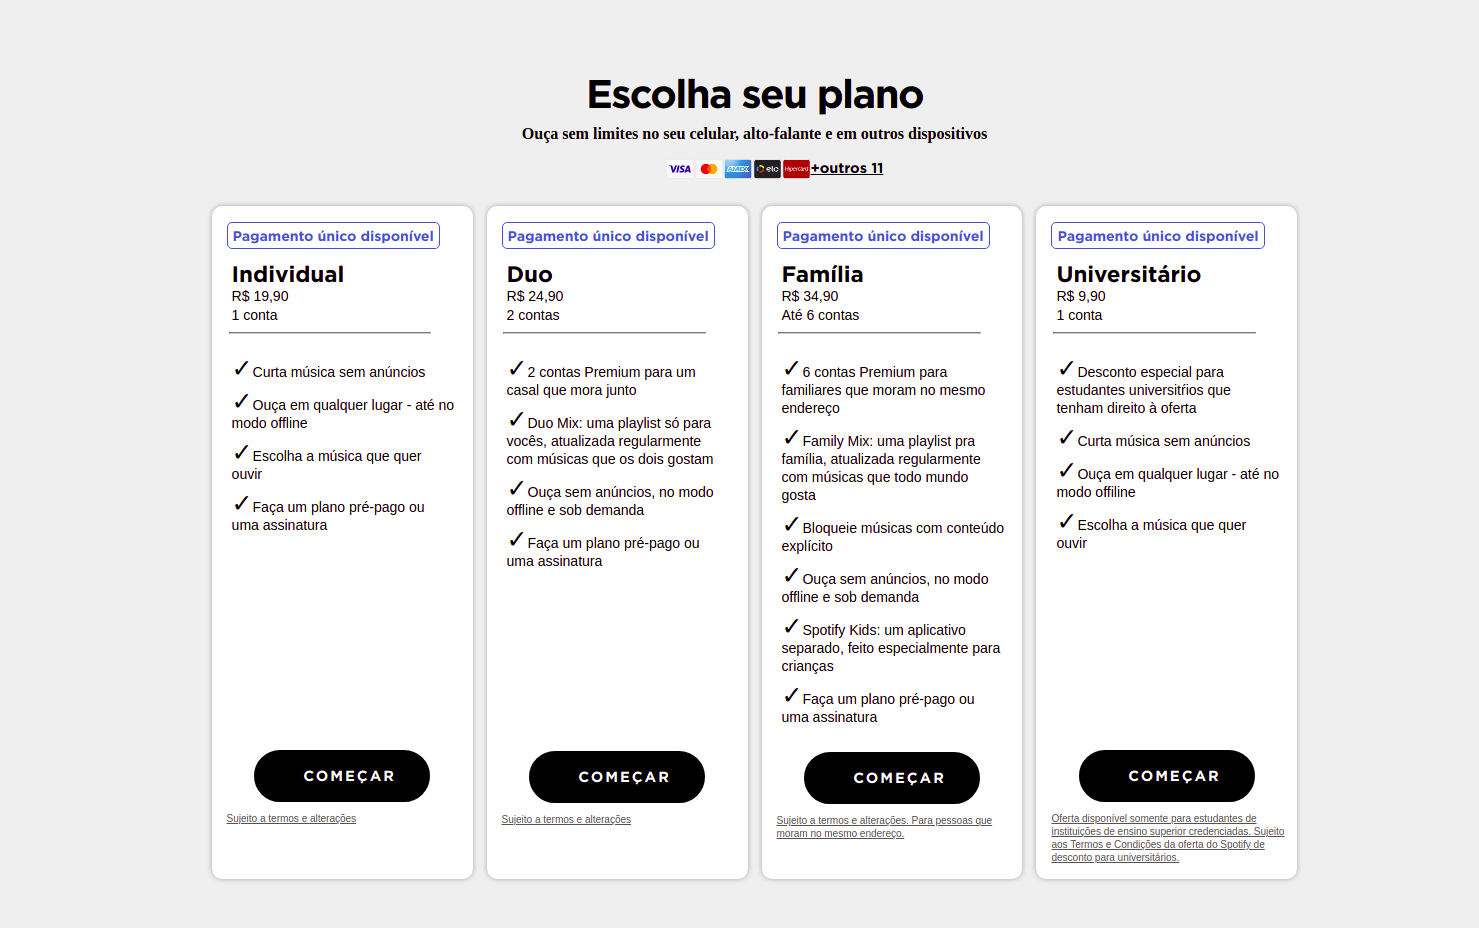 Escolha seu plano
Ouça sem limites no seu celular, alto-falante e em outros dispositivos
VISA AMEX elo Hipercard +outros 11
Pagamento único disponível
Individual
R$ 19,90
1 conta
✓Curta música sem anúncios
✓Ouça em qualquer lugar - até no
modo offline
✓Escolha a música que quer
ouvir
✓Faça um plano pré-pago ou
uma assinatura
COMEÇAR
Sujeito a termos e alterações
Pagamento único disponível
Duo
R$ 24,90
2 contas
✓2 contas Premium para um
casal que mora junto
✓Duo Mix: uma playlist só para
vocês, atualizada regularmente
com músicas que os dois gostam
✓Ouça sem anúncios, no modo
offline e sob demanda
✓Faça um plano pré-pago ou
uma assinatura
COMEÇAR
Sujeito a termos e alterações
Pagamento único disponível
Família
R$ 34,90
Até 6 contas
✓6 contas Premium para
familiares que moram no mesmo
endereço
✓Family Mix: uma playlist pra
família, atualizada regularmente
com músicas que todo mundo
gosta
✓Bloqueie músicas com conteúdo
explícito
✓Ouça sem anúncios, no modo
offline e sob demanda
✓Spotify Kids: um aplicativo
separado, feito especialmente para
crianças
✓Faça um plano pré-pago ou
uma assinatura
COMEÇAR
Sujeito a termos e alterações. Para pessoas que
moram no mesmo endereço.
Pagamento único disponível
Universitário
R$ 9,90
1 conta
✓Desconto especial para
estudantes universitŕios que
tenham direito à oferta
✓Curta música sem anúncios
✓Ouça em qualquer lugar - até no
modo offiline
✓Escolha a música que quer
ouvir
COMEÇAR
Oferta disponível somente para estudantes de
instituições de ensino superior credenciadas. Sujeito
aos Termos e Condições da oferta do Spotify de
desconto para universitários.